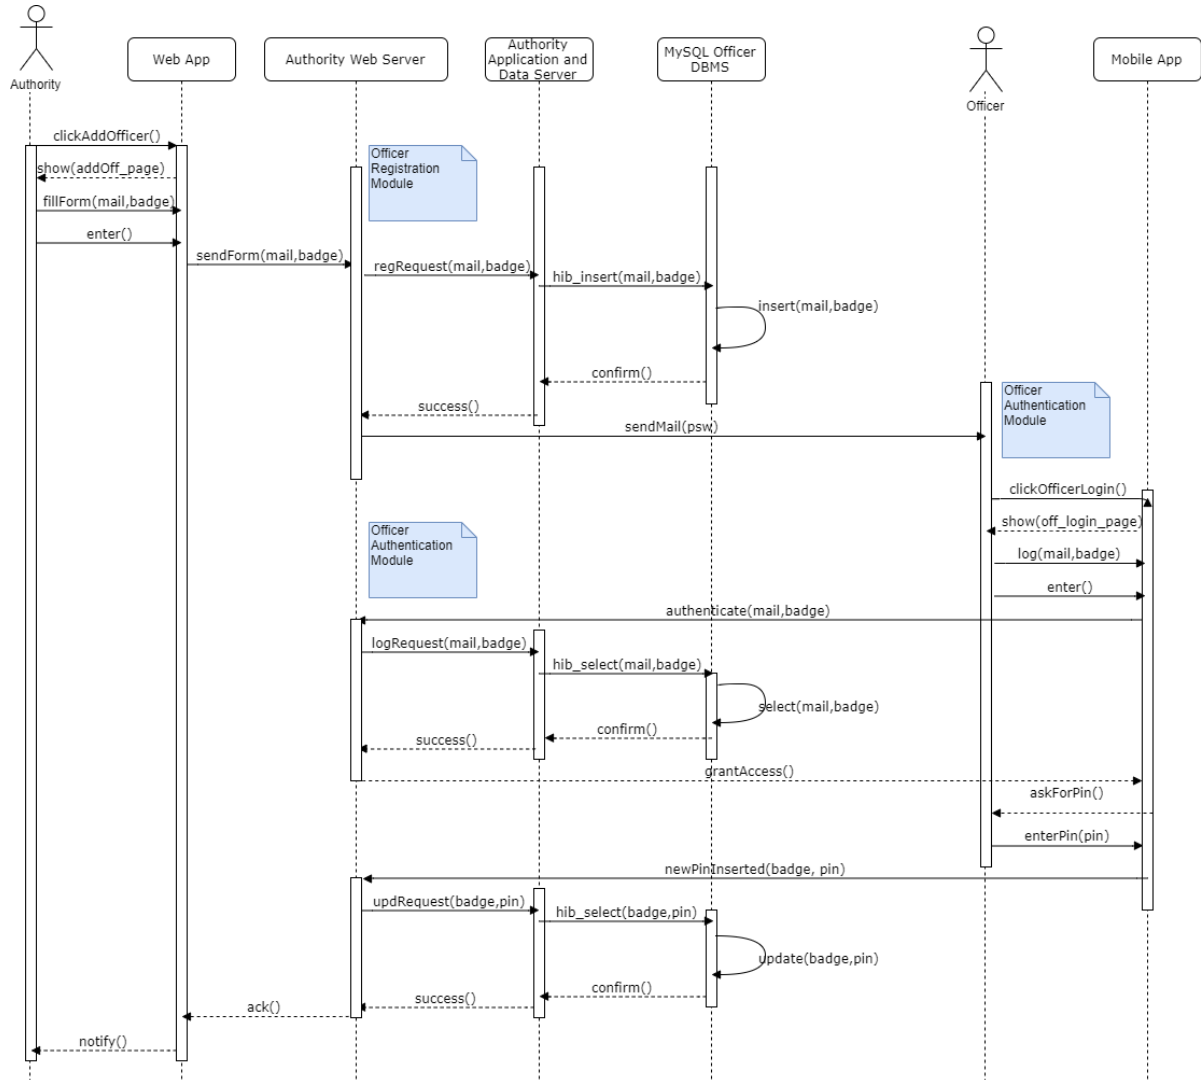 Authority
Web App
Authority Web Server
Authority
Application and
Data Server
MySQL Officer
DBMS
Officer
Mobile App
clickAddOfficer()
show(addOff_page)
fillForm(mail,badge)
enter()
Officer
Registration
Module
sendForm(mail,badge)
regRequest(mail,badge)
hib_insert(mail,badge)
insert(mail,badge)
confirm()
success()
sendMail(psw)
Officer
Authentication
Module
clickOfficerLogin()
show(off_login_page)
log(mail,badge)
enter()
Officer
Authentication
Module
authenticate(mail,badge)
logRequest(mail,badge)
hib_select(mail,badge)
select(mail,badge)
confirm()
success()
grantAccess()
askForPin()
enterPin(pin)
newPinInserted(badge, pin)
updRequest(badge,pin)
hib_select(badge,pin)
update(badge,pin)
confirm()
success()
ack()
notify()